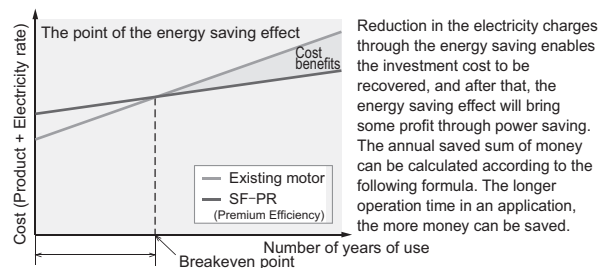 The point of the energy saving effect
Cost (Product + Electricity rate)
Cost
benefits
Existing motor
SF-PR
(Premium Efficiency)
Number of years of use
Breakeven point
Reduction in the electricity charges
through the energy saving enables
the investment cost to be
recovered, and after that, the
energy saving effect will bring
some profit through power saving.
The annual saved sum of money
can be calculated according to the
following formula. The longer
operation time in an application,
the more money can be saved.